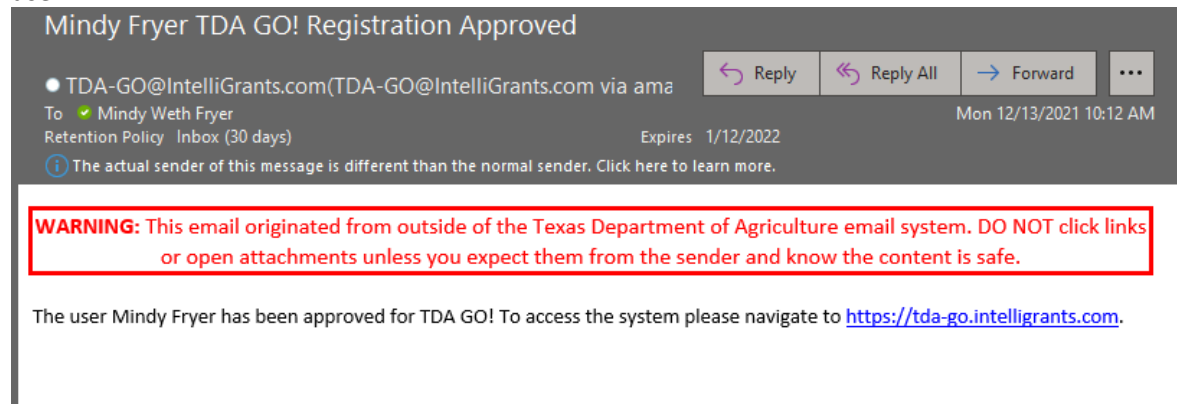 Mindy Fryer TDA GO! Registration Approved
TDA-GO@IntelliGrants.com(TDA-GO@IntelliGrants.com via ama
Reply
Reply All
Forward
To Mindy Weth Fryer
Mon 12/13/2021 10:12 AM
Retention Policy Inbox (30 days)
Expires 1/12/2022
The actual sender of this message is different than the normal sender. Click here to learn more.
WARNING: This email originated from outside of the Texas Department of Agriculture email system. DO NOT click links
or open attachments unless you expect them from the sender and know the content is safe.
The user Mindy Fryer has been approved for TDA GO! To access the system please navigate to https://tda-go.intelligrants.com.